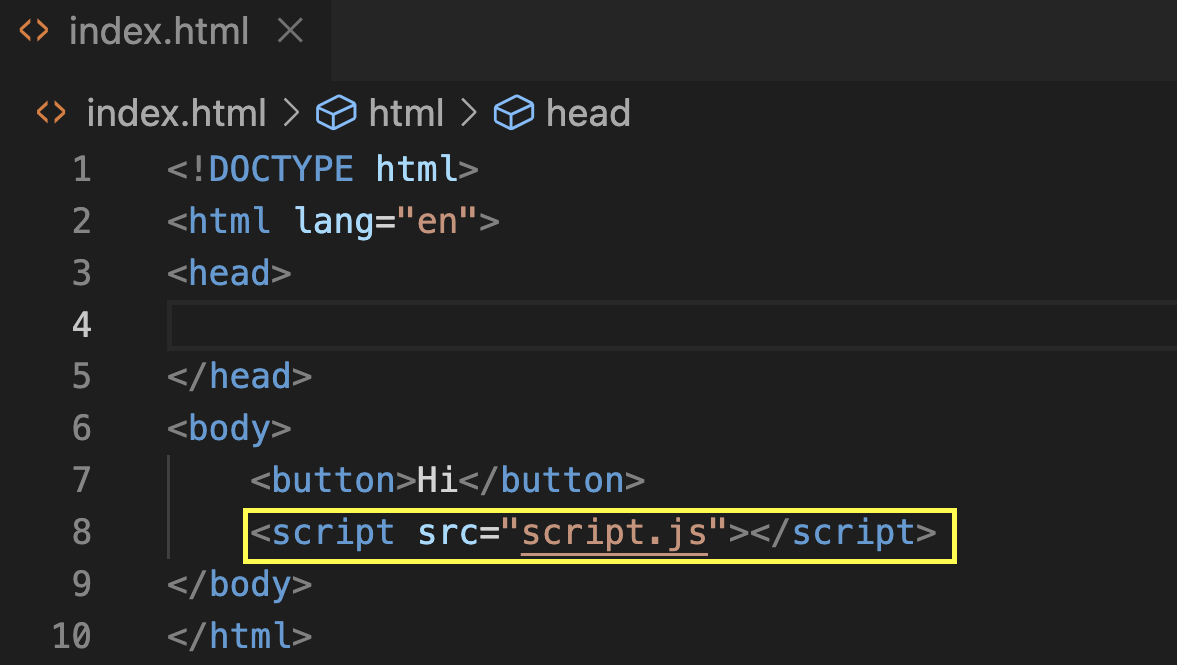 index.html
index.html > html > head
1 <!DOCTYPE html>
2 <html lang="en">
3 <head>
4
5 </head>
6 <body>
7     <button>Hi</button>
8     <script src="script.js"></script>
9 </body>
10 </html>